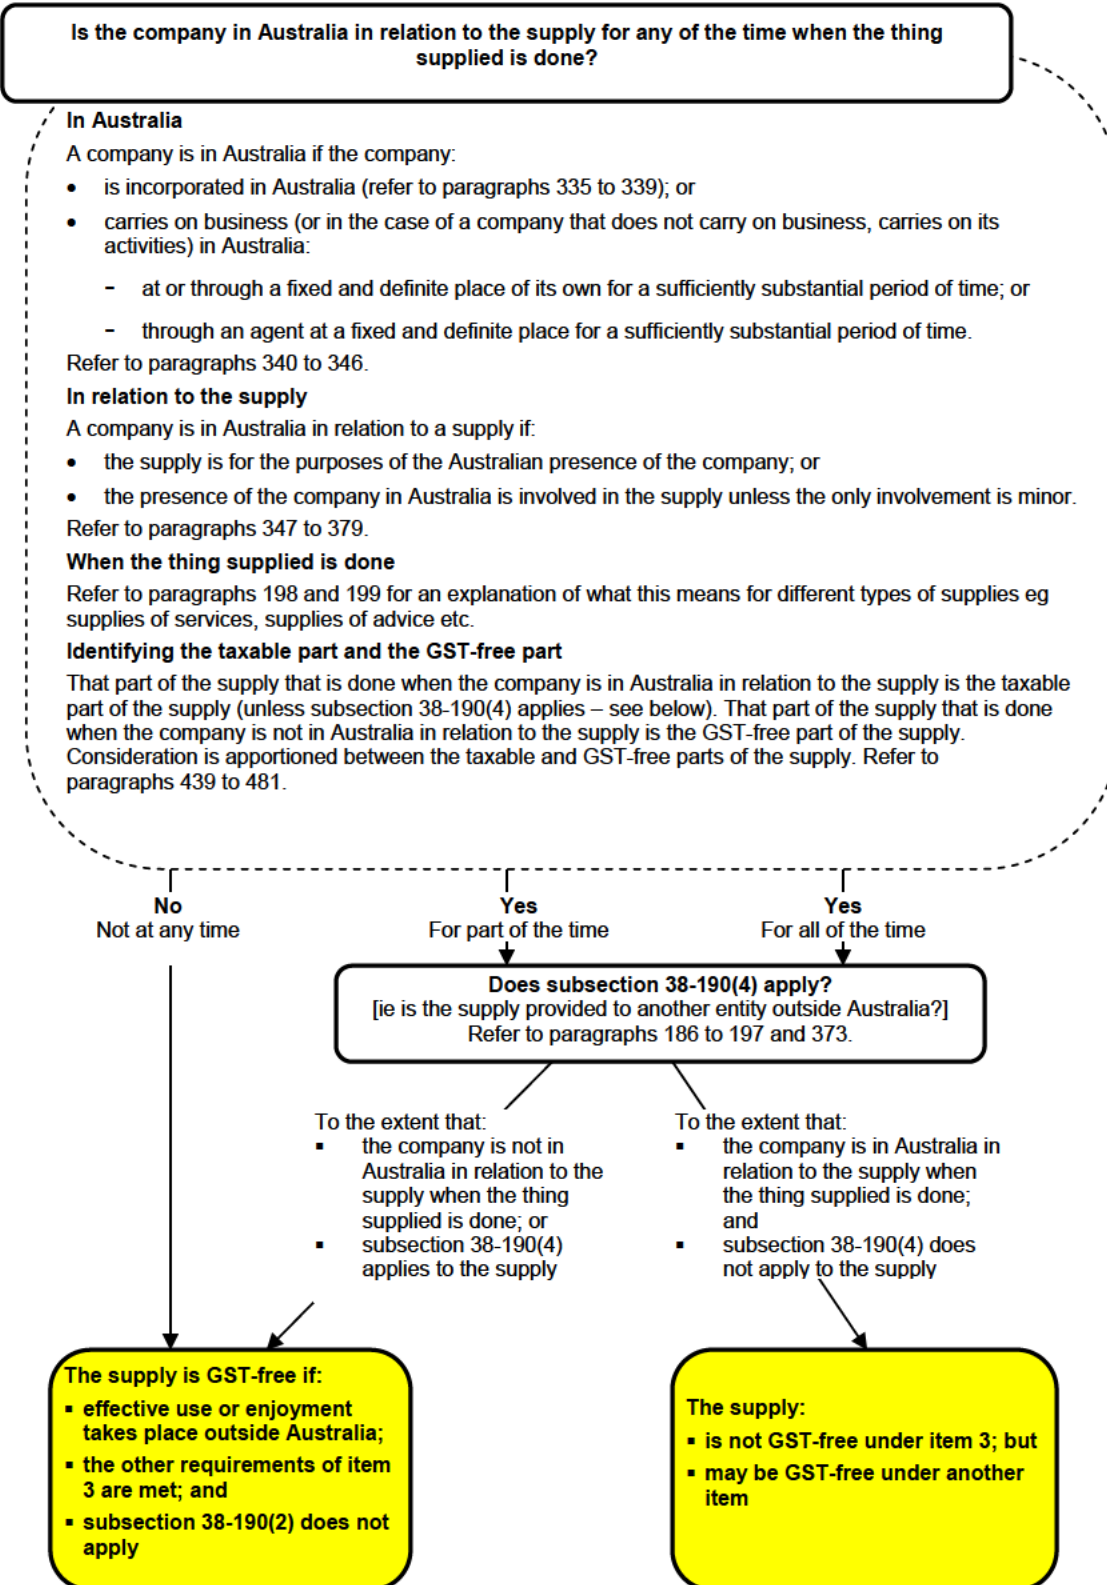 Is the company in Australia in relation to the supply for any of the time when the thing
supplied is done?
In Australia
A company is in Australia if the company:
• is incorporated in Australia (refer to paragraphs 335 to 339); or
• carries on business (or in the case of a company that does not carry on business, carries on its
activities) in Australia:
- at or through a fixed and definite place of its own for a sufficiently substantial period of time; or
- through an agent at a fixed and definite place for a sufficiently substantial period of time.
Refer to paragraphs 340 to 346.
In relation to the supply
A company is in Australia in relation to a supply if:
• the supply is for the purposes of the Australian presence of the company; or
• the presence of the company in Australia is involved in the supply unless the only involvement is minor.
Refer to paragraphs 347 to 379.
When the thing supplied is done
Refer to paragraphs 198 and 199 for an explanation of what this means for different types of supplies eg
supplies of services, supplies of advice etc.
Identifying the taxable part and the GST-free part
That part of the supply that is done when the company is in Australia in relation to the supply is the taxable
part of the supply (unless subsection 38-190(4) applies – see below). That part of the supply that is done
when the company is not in Australia in relation to the supply is the GST-free part of the supply.
Consideration is apportioned between the taxable and GST-free parts of the supply. Refer to
paragraphs 439 to 481.
No
Not at any time
Yes
For part of the time
Yes
For all of the time
Does subsection 38-190(4) apply?
[ie is the supply provided to another entity outside Australia?]
Refer to paragraphs 186 to 197 and 373.
To the extent that:
▪ the company is not in
Australia in relation to the
supply when the thing
supplied is done; or
▪ subsection 38-190(4)
applies to the supply
To the extent that:
▪ the company is in Australia in
relation to the supply when
the thing supplied is done;
and
▪ subsection 38-190(4) does
not apply to the supply
The supply is GST-free if:
▪ effective use or enjoyment
takes place outside Australia;
▪ the other requirements of item
3 are met; and
▪ subsection 38-190(2) does not
apply
The supply:
▪ is not GST-free under item 3; but
▪ may be GST-free under another
item